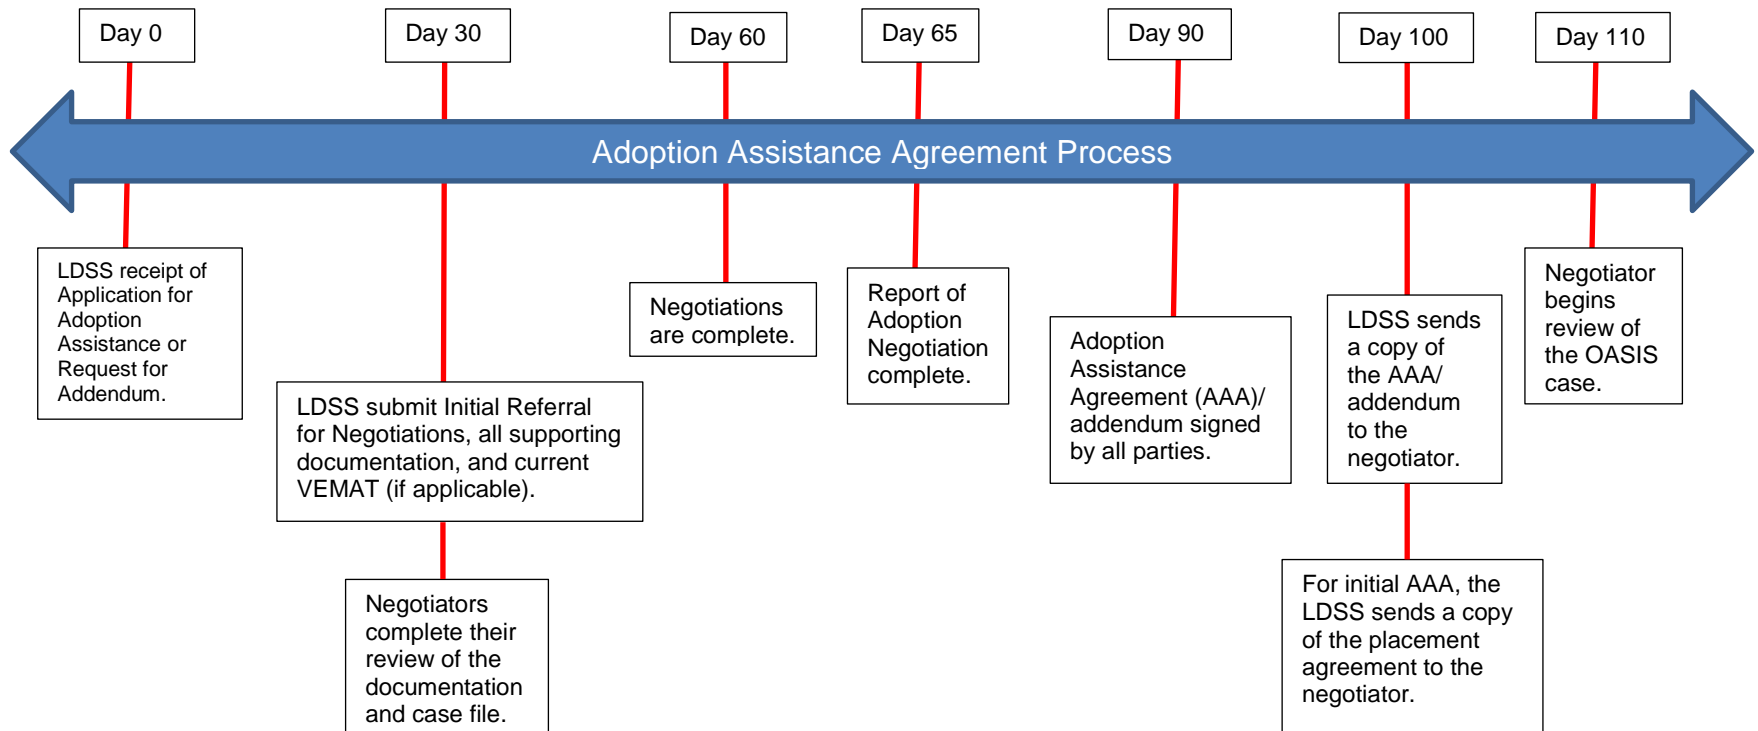 Day 0
Day 30
Day 60
Day 65
Day 90
Day 100
Day 110
Adoption Assistance Agreement Process
LDSS receipt of
Application for
Adoption
Assistance or
Request for
Addendum.
LDSS submit Initial Referral
for Negotiations, all supporting
documentation, and current
VEMAT (if applicable).
Negotiators
complete their
review of the
documentation
and case file.
Negotiations
are complete.
Report of
Adoption
Negotiation
complete.
Adoption
Assistance
Agreement (AAA)/
addendum signed
by all parties.
LDSS sends
a copy of
the AAA/
addendum
to the
negotiator.
For initial AAA, the
LDSS sends a copy
of the placement
agreement to the
negotiator.
Negotiator
begins
review of
the OASIS
case.